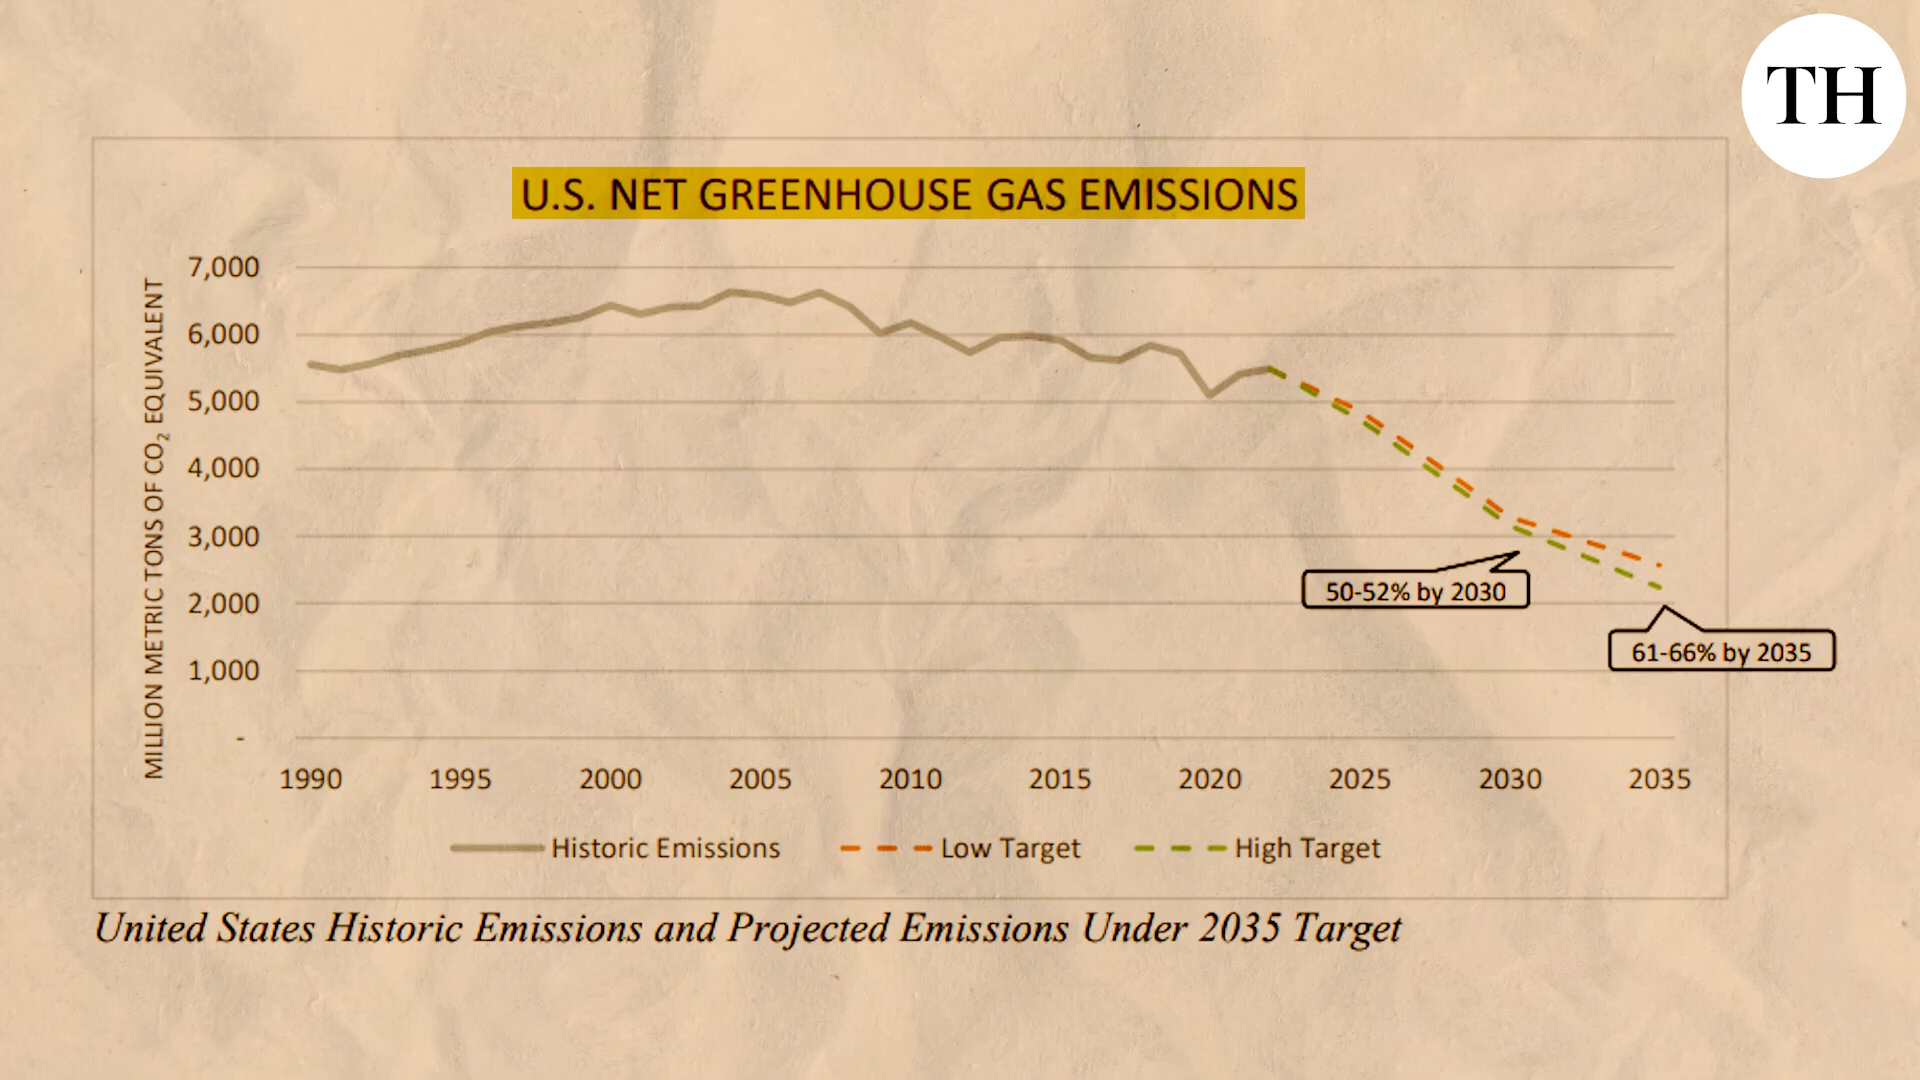 TH
U.S. NET GREENHOUSE GAS EMISSIONS
MILLION METRIC TONS OF CO₂ EQUIVALENT
7,000
6,000
5,000
4,000
3,000
2,000
1,000
-
50-52% by 2030
61-66% by 2035
1990 1995 2000 2005 2010 2015 2020 2025 2030 2035
Historic Emissions Low Target High Target
United States Historic Emissions and Projected Emissions Under 2035 Target